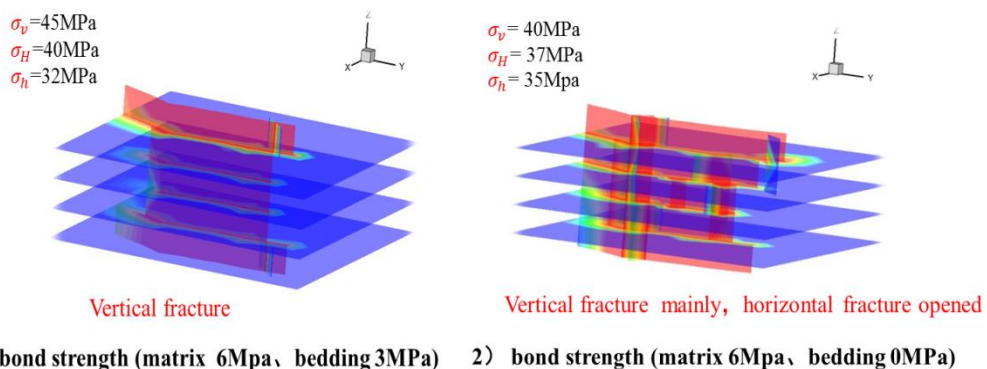 σv=45MPa
σH=40MPa
σh=32MPa
Z
X
Y
Vertical fracture
bond strength (matrix 6Mpa、bedding 3MPa)
σv= 40MPa
σH= 37MPa
σh= 35Mpa
Z
X
Y
Vertical fracture mainly，horizontal fracture opened
2） bond strength (matrix 6Mpa、bedding 0MPa)